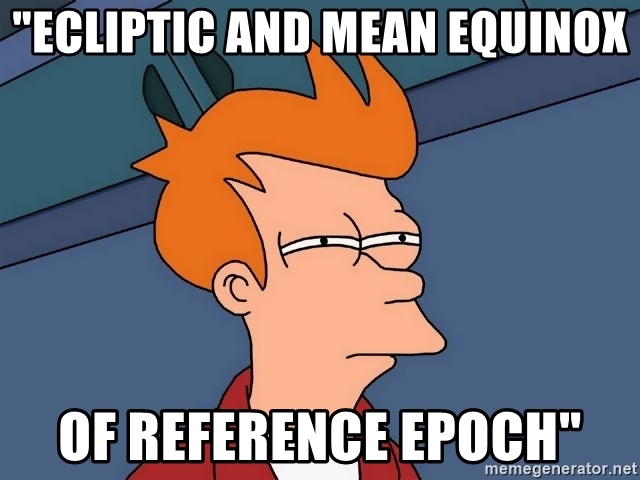 "ECLIPTIC AND MEAN EQUINOX
OF REFERENCE EPOCH"
memegenerator.net